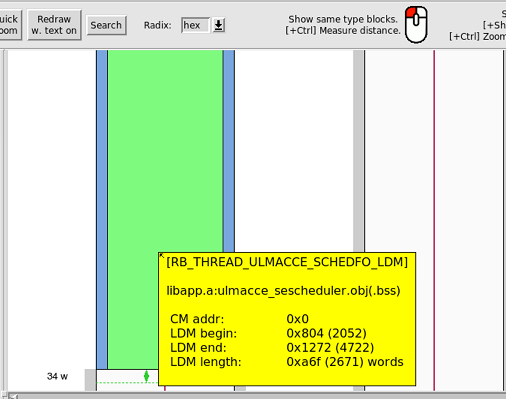 uick
oom
Redraw
w. text on
Search
Radix:
hex
Show same type blocks.
[+Ctrl] Measure distance.
S
[+Sh
[+Ctrl] Zoom
[RB_THREAD_ULMACCE_SCHEDFO_LDM]
libapp.a:ulmacce_sescheduler.obj(.bss)
CM addr: 0x0
LDM begin: 0x804 (2052)
LDM end: 0x1272 (4722)
LDM length: 0xa6f (2671) words
34 w